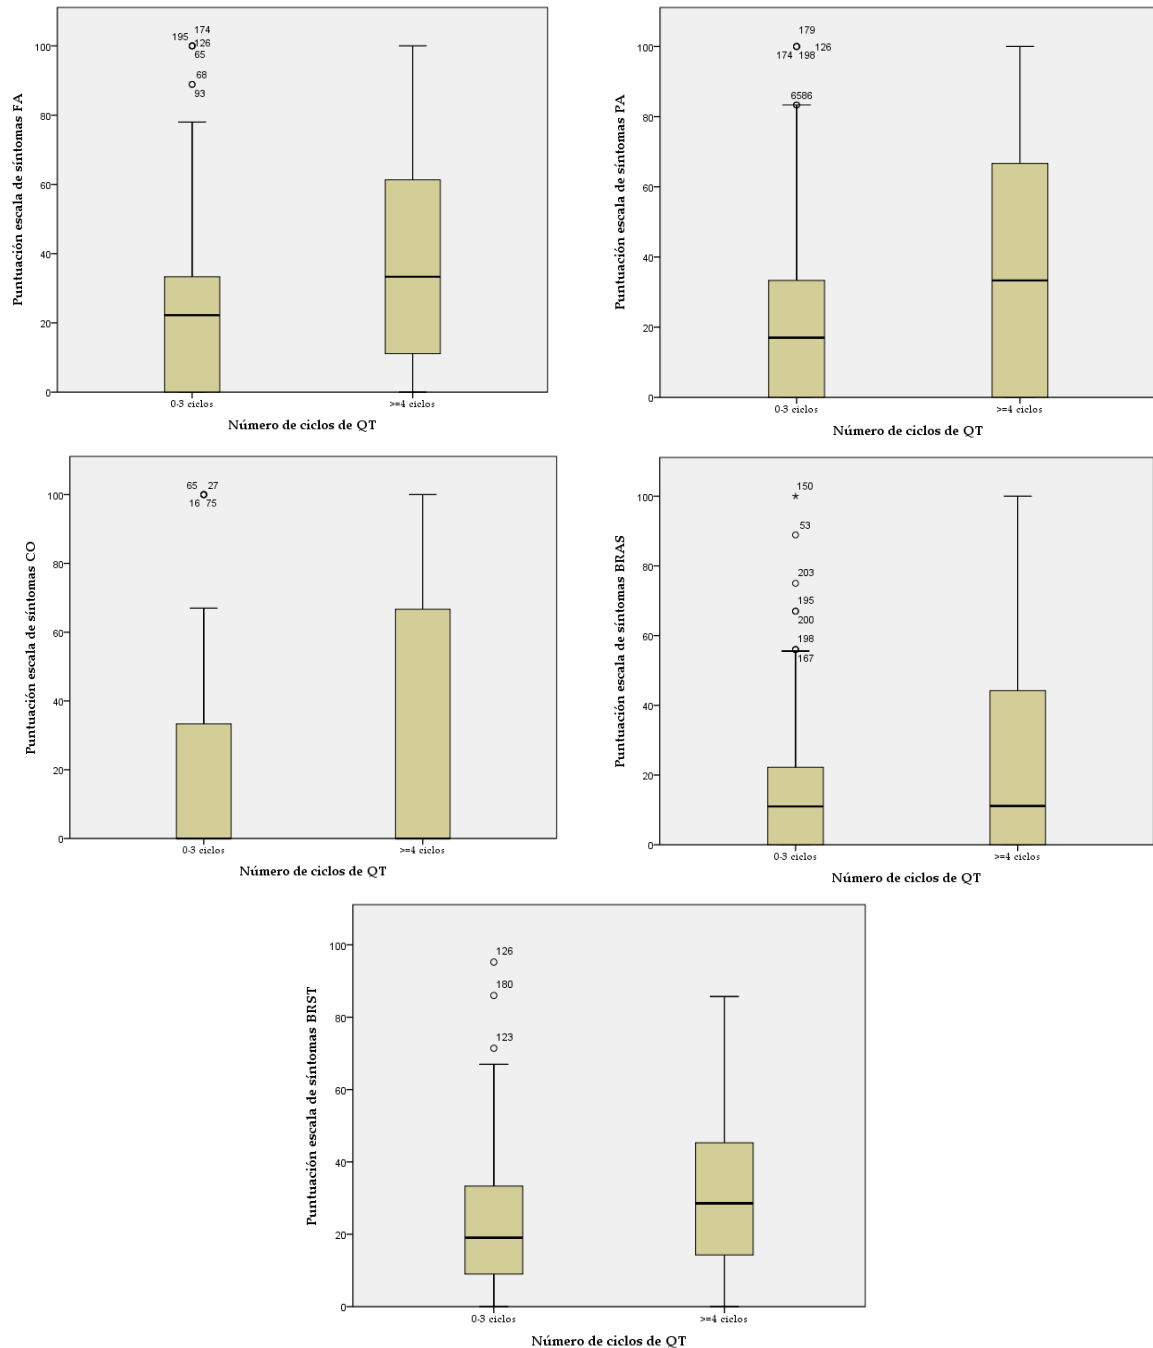 Puntuación escala de síntomas FA
100
80
60
40
20
0
174
195
126
65
68
93
0-3 ciclos
>=4 ciclos
Número de ciclos de QT
Puntuación escala de síntomas PA
100
80
60
40
20
0
179
174 198 126
6586
0-3 ciclos
>=4 ciclos
Número de ciclos de QT
Puntuación escala de síntomas CO
100
80
60
40
20
0
65 27
16 75
0-3 ciclos
>=4 ciclos
Número de ciclos de QT
Puntuación escala de síntomas BRAS
100
80
60
40
20
0
150
53
203
195
200
198
167
0-3 ciclos
>=4 ciclos
Número de ciclos de QT
Puntuación escala de síntomas BRST
100
80
60
40
20
0
126
180
123
0-3 ciclos
>=4 ciclos
Número de ciclos de QT